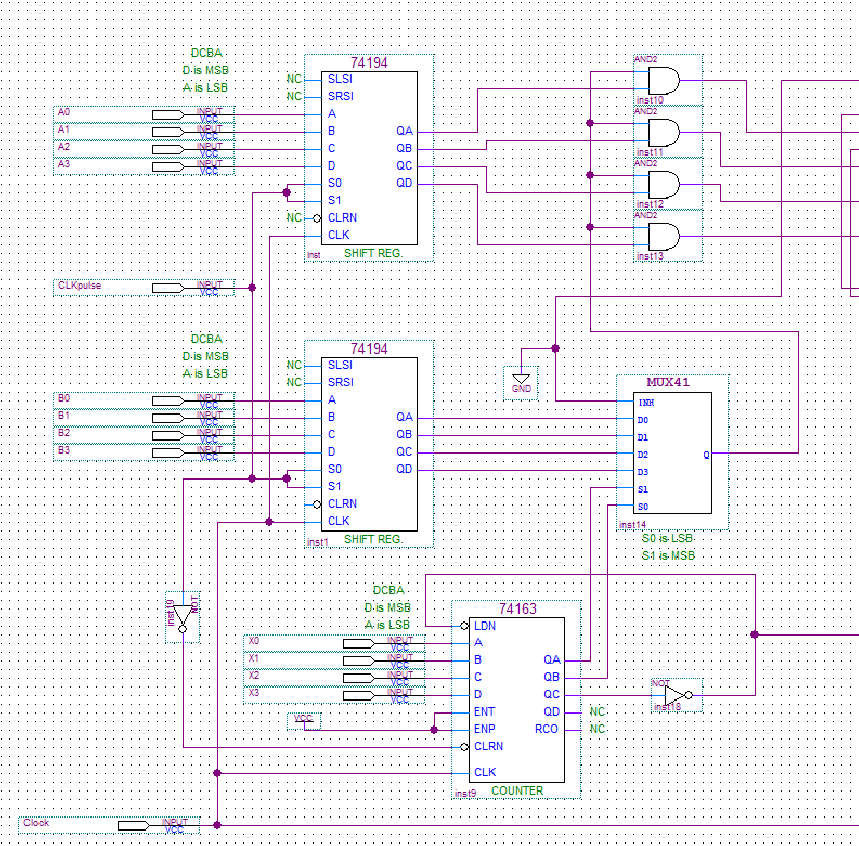 DCBA
D is MSB
A is LSB
74194
NC SLSI
NC SRSI
A0 INPUT VCC A
A1 INPUT VCC B QA
A2 INPUT VCC C QB
A3 INPUT VCC D QC
S0 QD
S1
NC CLRN
CLK
inst SHIFT REG.
AND2
inst10
AND2
inst11
AND2
inst12
AND2
inst13
CLKpulse INPUT VCC
DCBA
D is MSB
A is LSB
74194
NC SLSI
NC SRSI
B0 INPUT VCC A
B1 INPUT VCC B QA
B2 INPUT VCC C QB
B3 INPUT VCC D QC
S0 QD
S1
CLRN
CLK
inst1 SHIFT REG.
GND
MUX41
INH
D0
D1
D2 Q
D3
S1
S0
inst14
S0 is LSB
S1 is MSB
NOT
inst19
DCBA
D is MSB
A is LSB
74163
LDN
X0 INPUT VCC A
X1 INPUT VCC B QA
X2 INPUT VCC C QB
X3 INPUT VCC D QC
VCC ENT QD NC
ENP RCO NC
CLRN
CLK
inst9 COUNTER
NOT
inst18
Clock INPUT VCC